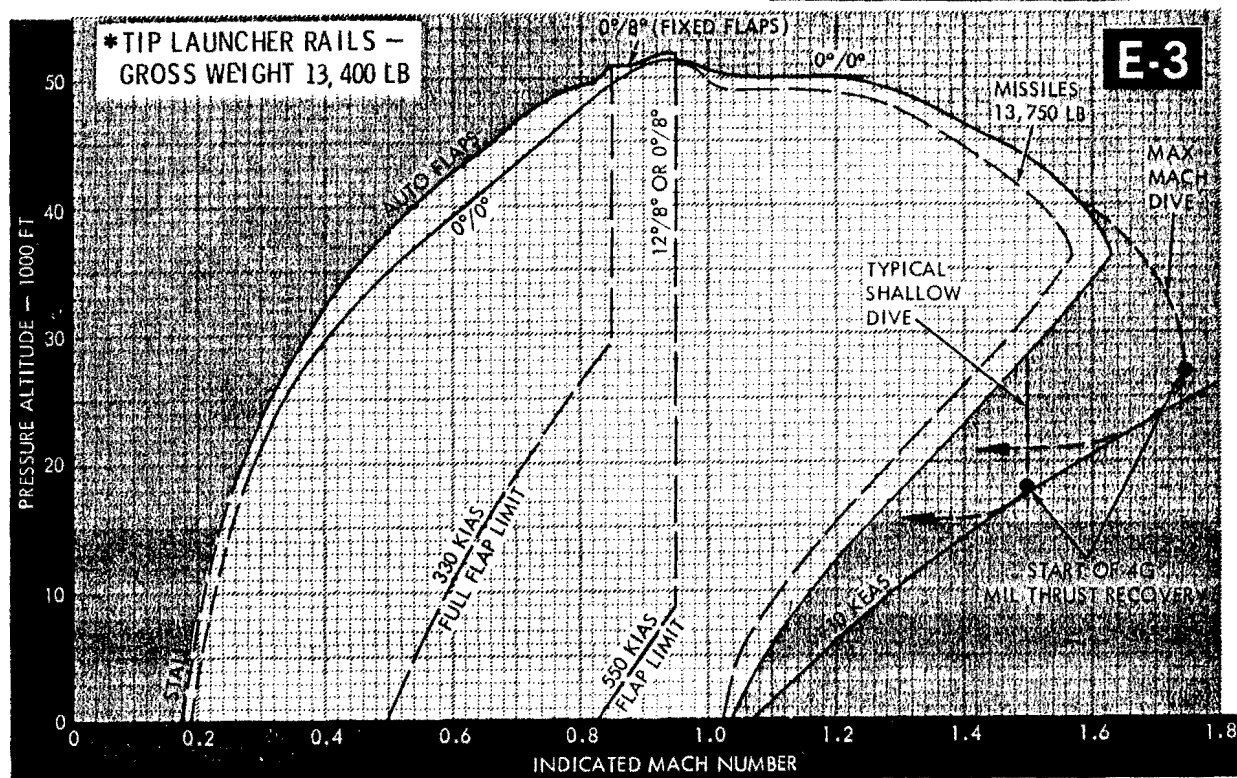 0°/8° (FIXED FLAPS)
*TIP LAUNCHER RAILS —
GROSS WEIGHT 13,400 LB
E-3
0°/0°
MISSILES
13,750 LB
MAX
MACH
DIVE
AUTO FLAPS
0°/0°
12°/8° OR 0°/8°
TYPICAL
SHALLOW
DIVE
330 KIAS
FULL FLAP LIMIT
550 KIAS
FLAP LIMIT
START OF 4G
MIL THRUST RECOVERY
KEAS
STALL
PRESSURE ALTITUDE — 1000 FT
50
40
30
20
10
0
0
0.2
0.4
0.6
0.8
1.0
1.2
1.4
1.6
1.8
INDICATED MACH NUMBER